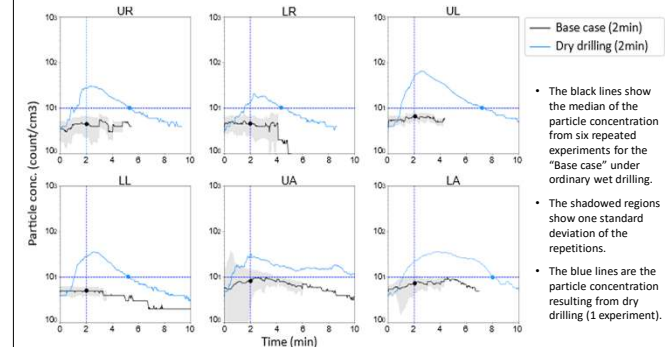 UR
LR
UL
10³
10³
10³
Base case (2min)
Dry drilling (2min)
10²
10²
10²
10¹
10¹
10¹
10⁰
10⁰
10⁰
0 2 4 6 8 10
0 2 4 6 8 10
0 2 4 6 8 10
LL
UA
LA
10³
10³
10³
10²
10²
10²
10¹
10¹
10¹
10⁰
10⁰
10⁰
0 2 4 6 8 10
0 2 4 6 8 10
0 2 4 6 8 10
Particle conc. (count/cm3)
Time (min)
• The black lines show
the median of the
particle concentration
from six repeated
experiments for the
“Base case” under
ordinary wet drilling.
• The shadowed regions
show one standard
deviation of the
repetitions.
• The blue lines are the
particle concentration
resulting from dry
drilling (1 experiment).